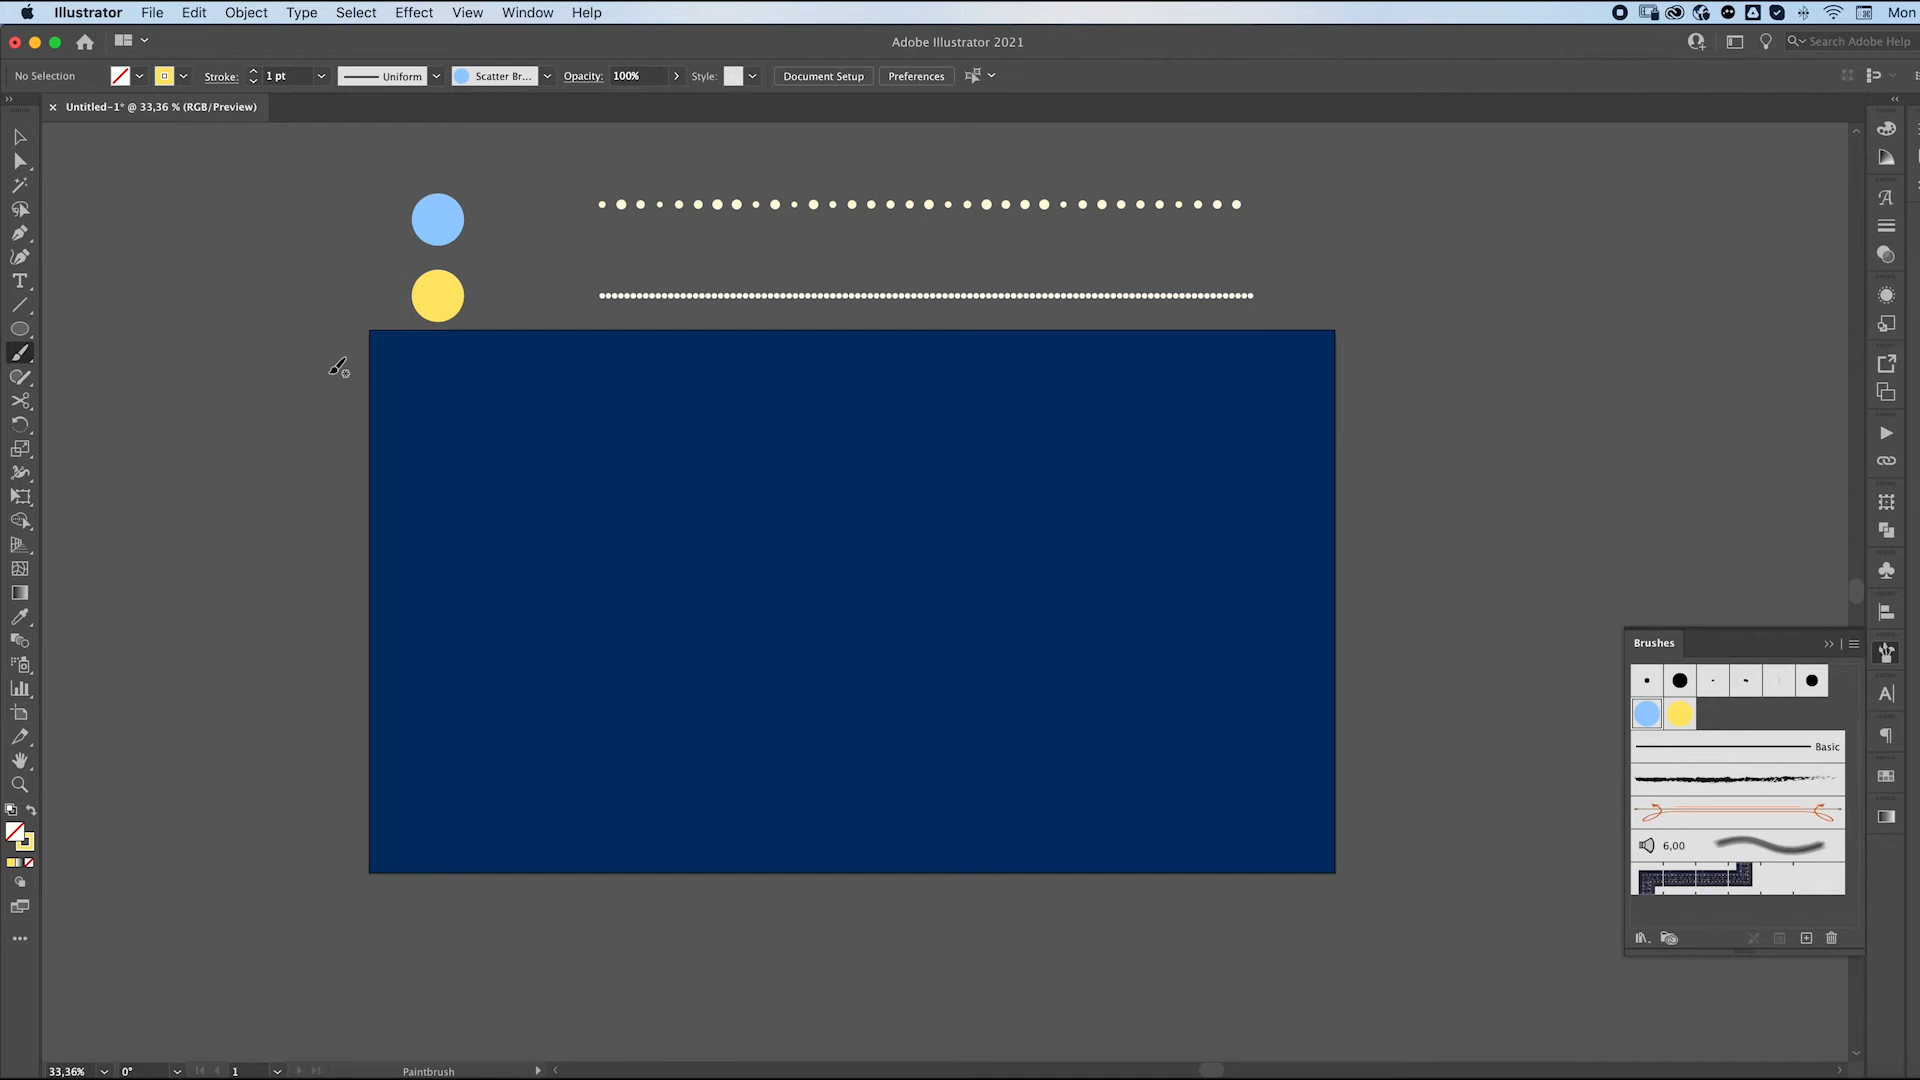 Illustrator File Edit Object Type Select Effect View Window Help Mon
Adobe Illustrator 2021 Search Adobe Help
No Selection Stroke: 1 pt Uniform Scatter Br... Opacity: 100% Style: Document Setup Preferences
Untitled-1* @ 33,36 % (RGB/Preview)
Brushes
Basic
6,00
33,36% 0° 1 Paintbrush